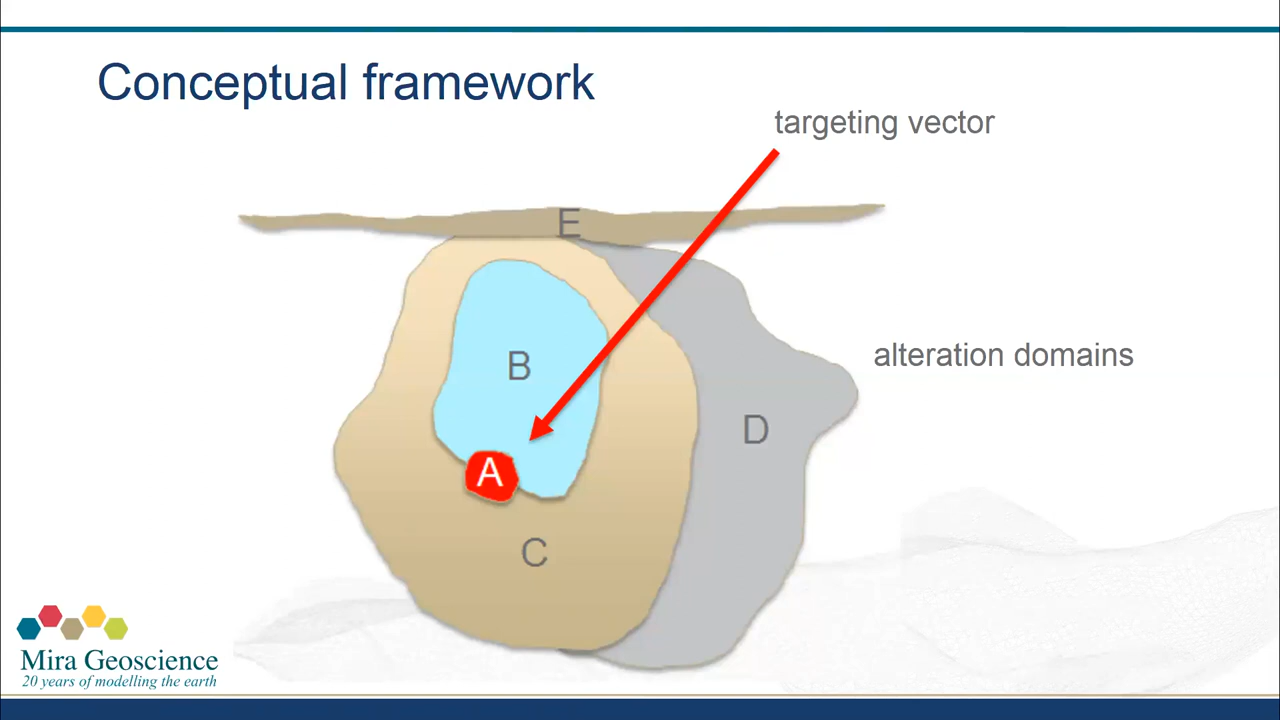 Conceptual framework
targeting vector
E
B
alteration domains
D
A
C
Mira Geoscience
20 years of modelling the earth